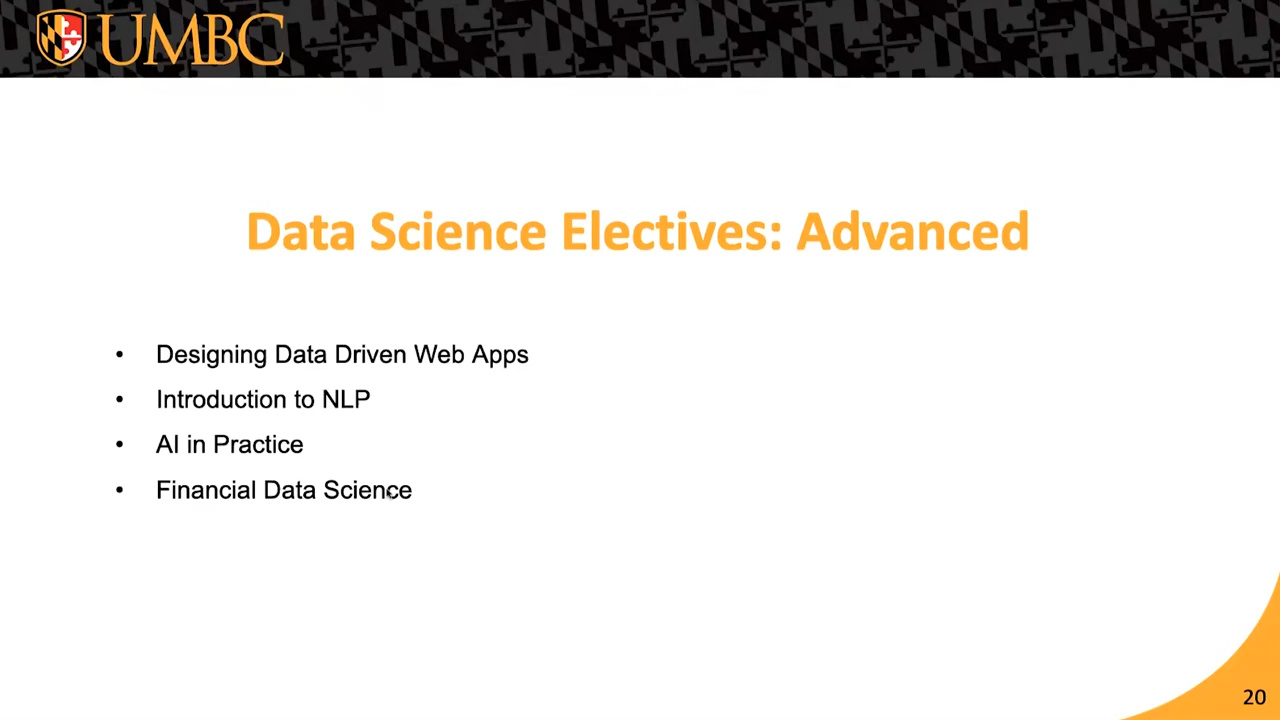 UMBC
Data Science Electives: Advanced
• Designing Data Driven Web Apps
• Introduction to NLP
• AI in Practice
• Financial Data Science
20